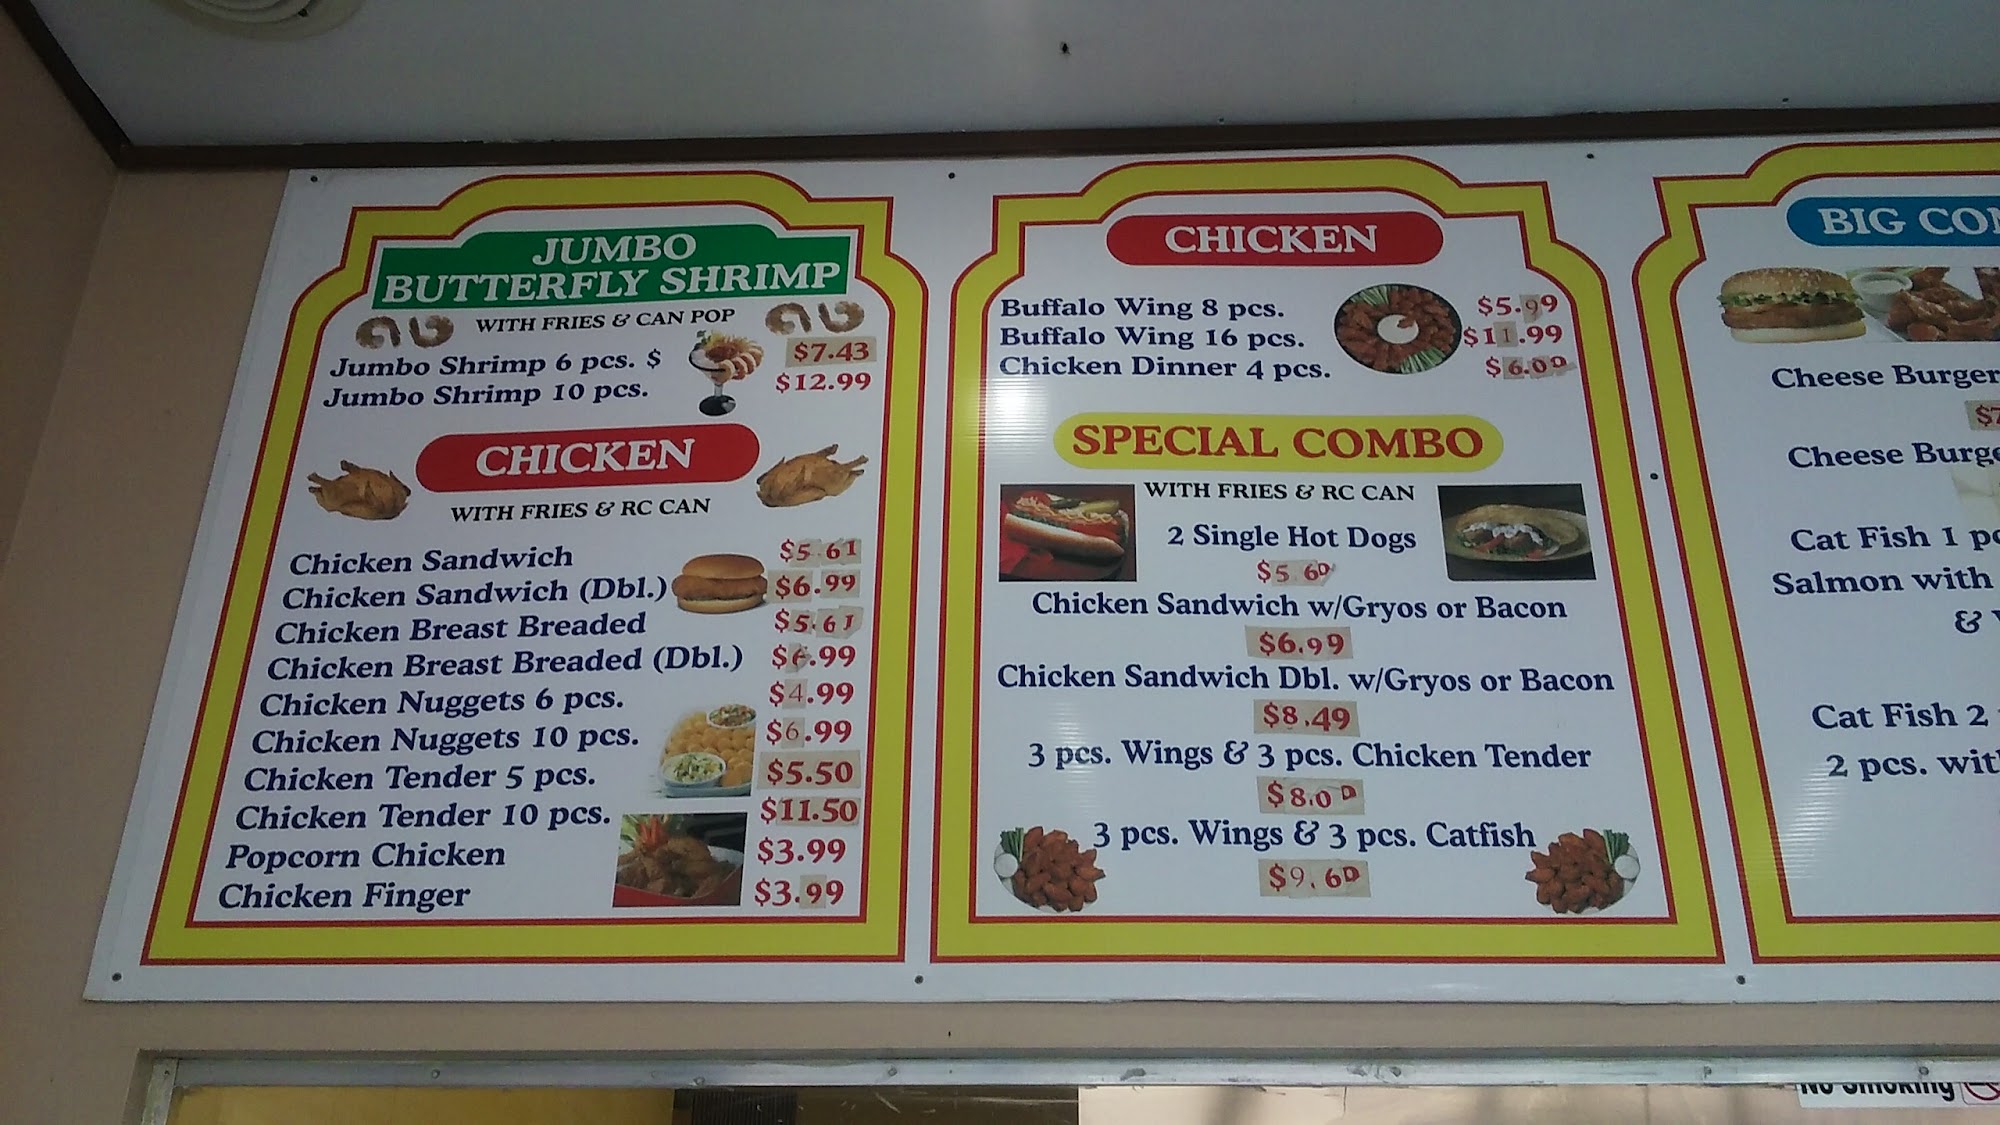 JUMBO
BUTTERFLY SHRIMP
WITH FRIES & CAN POP
Jumbo Shrimp 6 pcs. $ $7.43
Jumbo Shrimp 10 pcs. $12.99
CHICKEN
WITH FRIES & RC CAN
Chicken Sandwich $5.61
Chicken Sandwich (Dbl.) $6.99
Chicken Breast Breaded $5.61
Chicken Breast Breaded (Dbl.) $6.99
Chicken Nuggets 6 pcs. $4.99
Chicken Nuggets 10 pcs. $6.99
Chicken Tender 5 pcs. $5.50
Chicken Tender 10 pcs. $11.50
Popcorn Chicken $3.99
Chicken Finger $3.99
CHICKEN
Buffalo Wing 8 pcs. $5.99
Buffalo Wing 16 pcs. $11.99
Chicken Dinner 4 pcs. $6.00
SPECIAL COMBO
WITH FRIES & RC CAN
2 Single Hot Dogs
$5.60
Chicken Sandwich w/Gryos or Bacon
$6.99
Chicken Sandwich Dbl. w/Gryos or Bacon
$8.49
3 pcs. Wings & 3 pcs. Chicken Tender
$8.00
3 pcs. Wings & 3 pcs. Catfish
$9.60
BIG
Cheese Burger
Cheese
Cat Fish 1
Salmon with
&
Cat Fish 2
2 pcs.
No Smoking